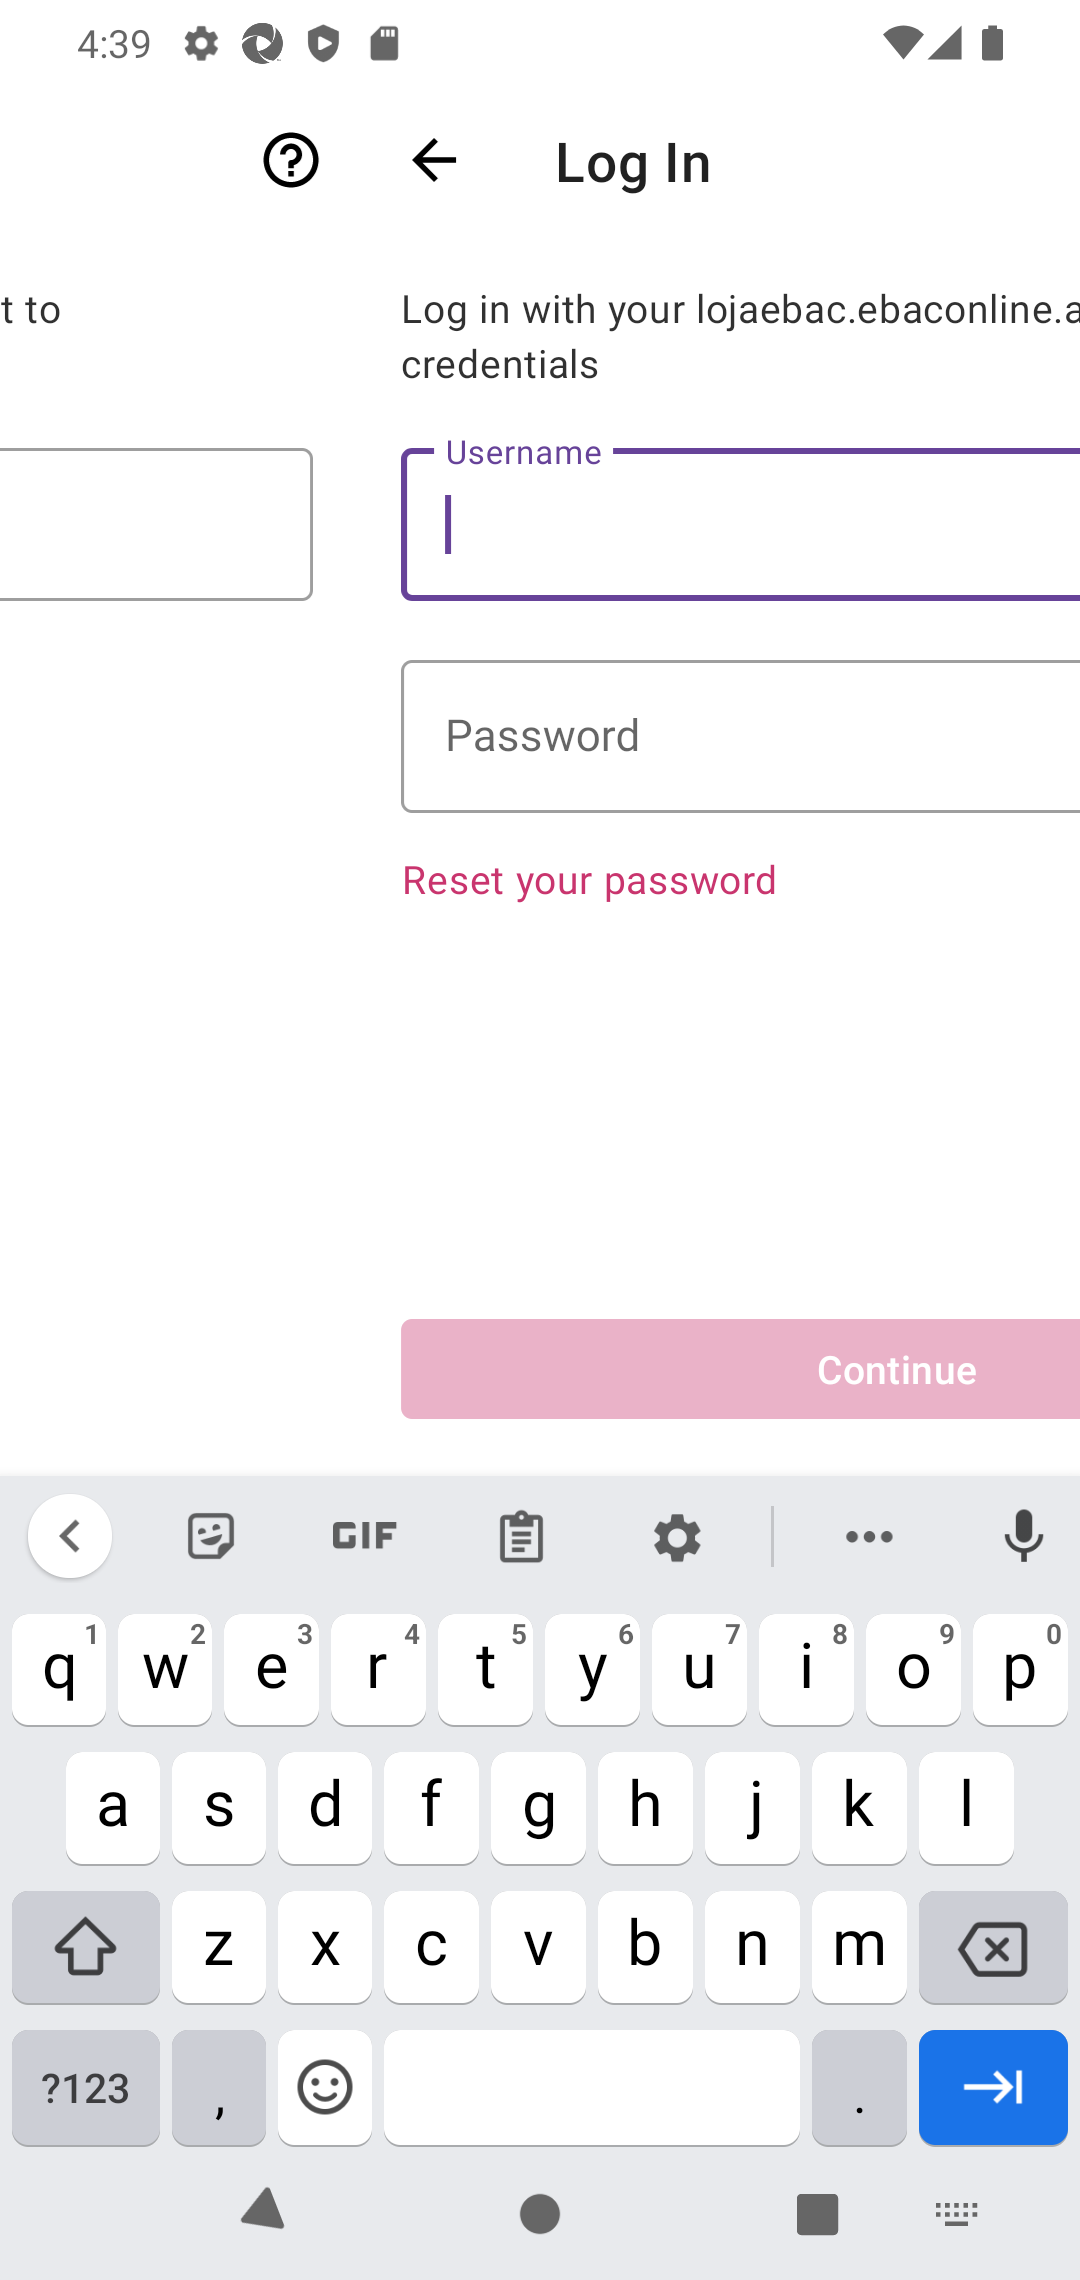 4:39
Log In
t to
Log in with your lojaebac.ebaconline.a
credentials
Username
Password
Reset your password
Continue
GIF
q 1 w 2 e 3 r 4 t 5 y 6 u 7 i 8 o 9 p 0
a s d f g h j k l
z x c v b n m
?123 , .